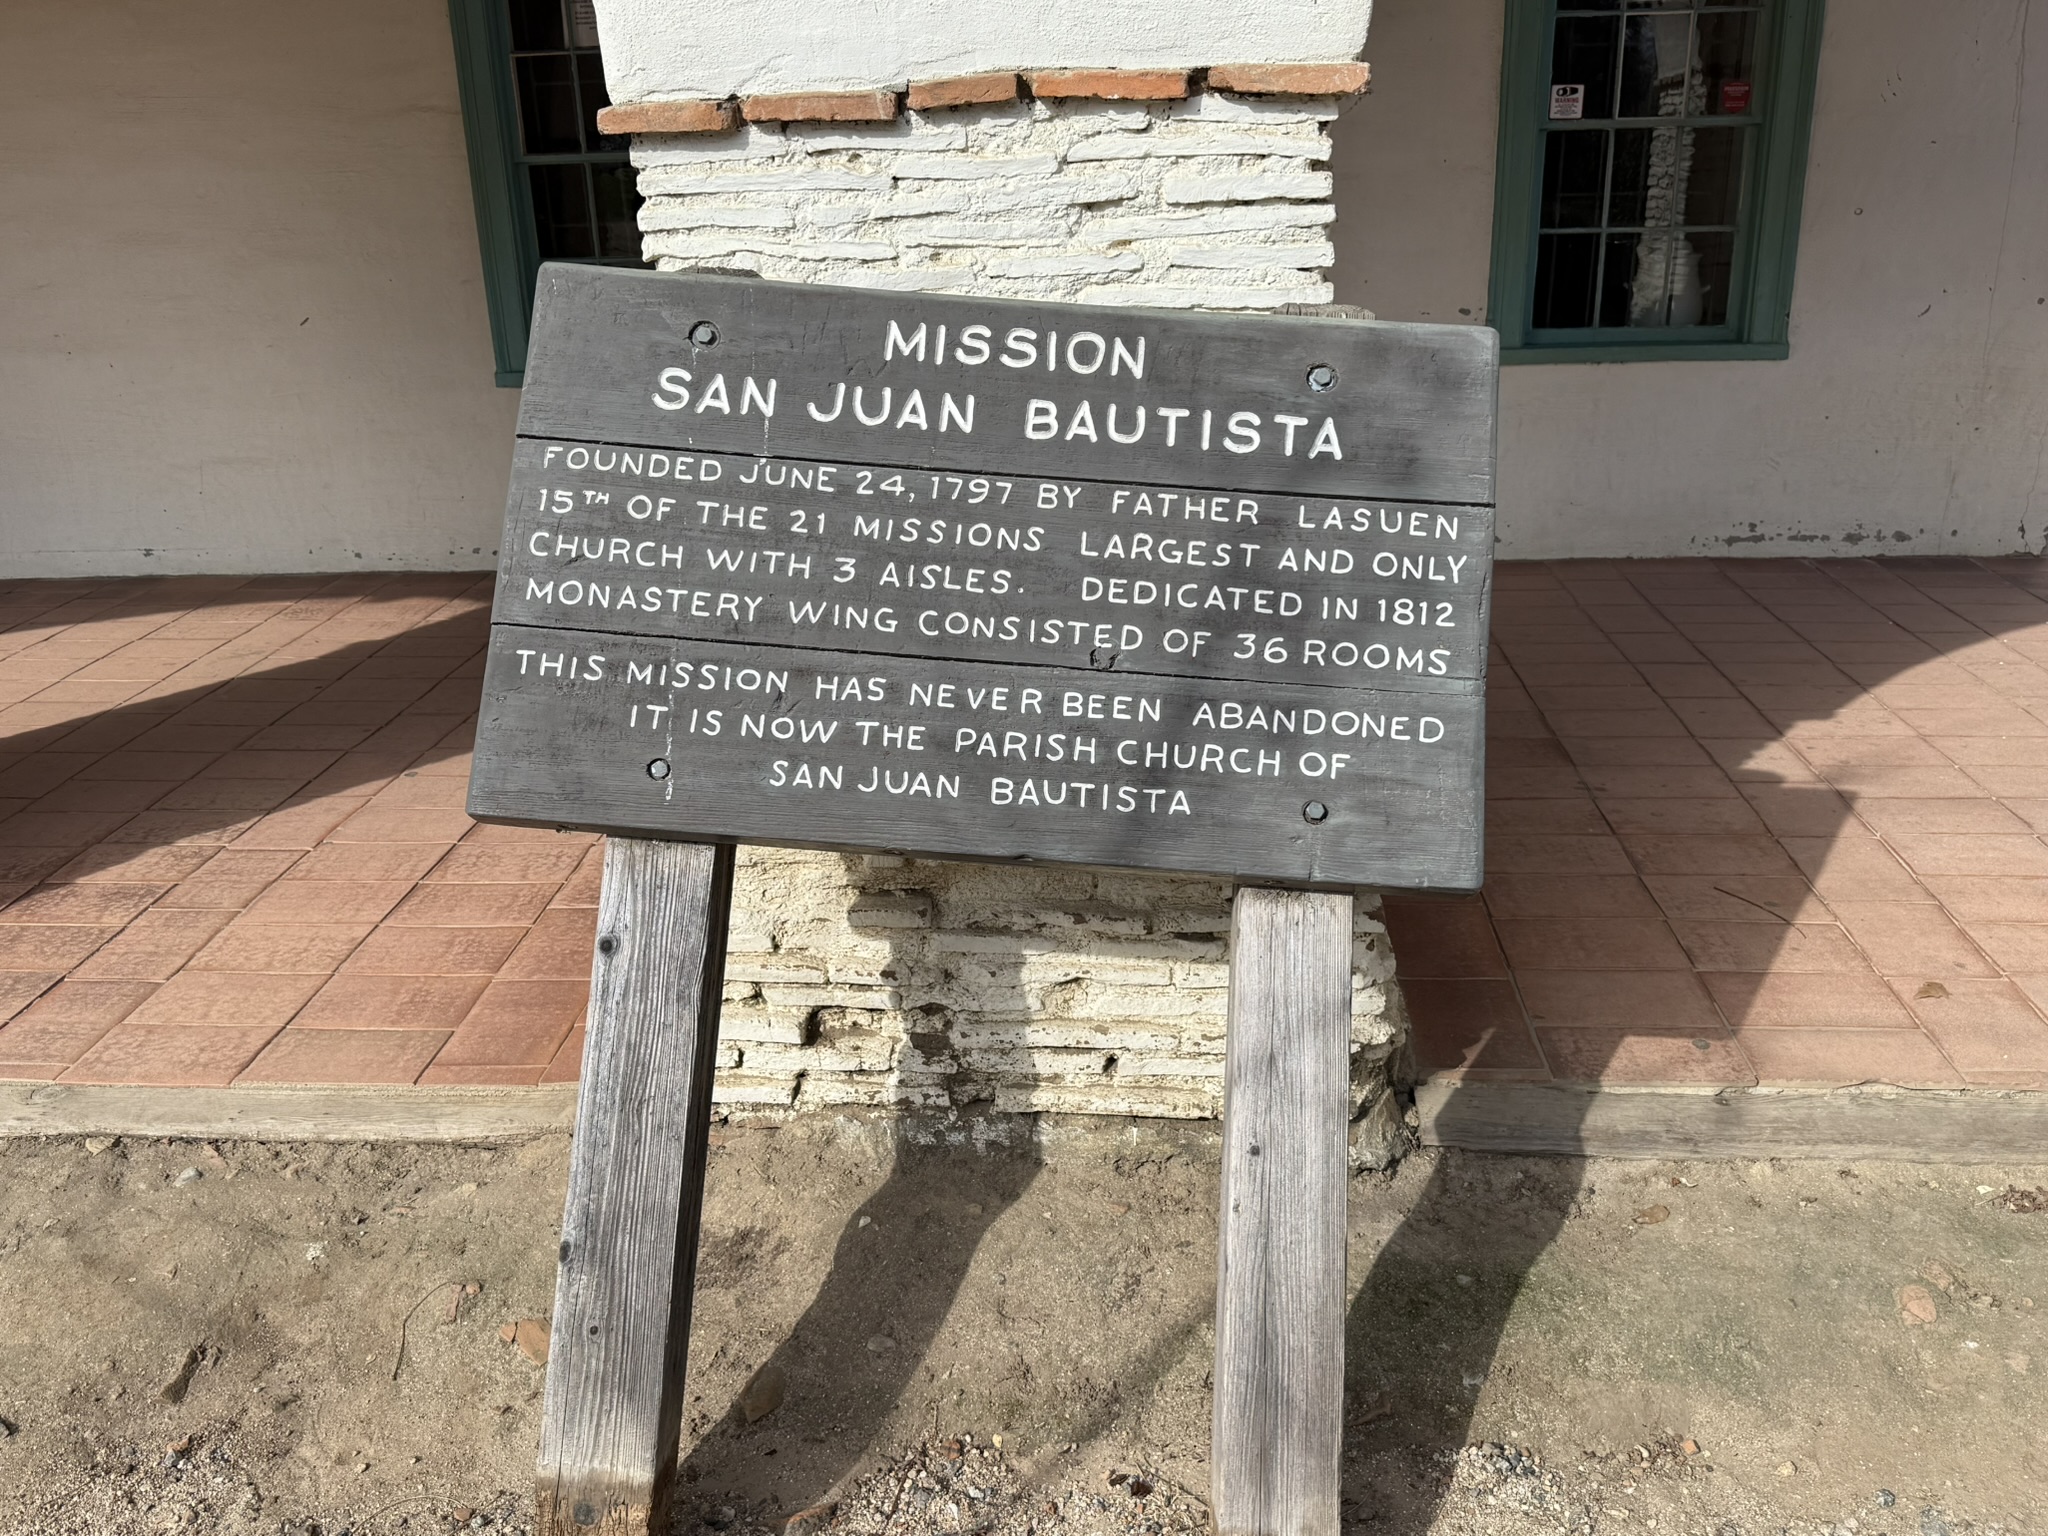 MISSION
SAN JUAN BAUTISTA
FOUNDED JUNE 24, 1797 BY FATHER LASUEN
15TH OF THE 21 MISSIONS LARGEST AND ONLY
CHURCH WITH 3 AISLES. DEDICATED IN 1812
MONASTERY WING CONSISTED OF 36 ROOMS
THIS MISSION HAS NEVER BEEN ABANDONED
IT IS NOW THE PARISH CHURCH OF
SAN JUAN BAUTISTA
WARNING